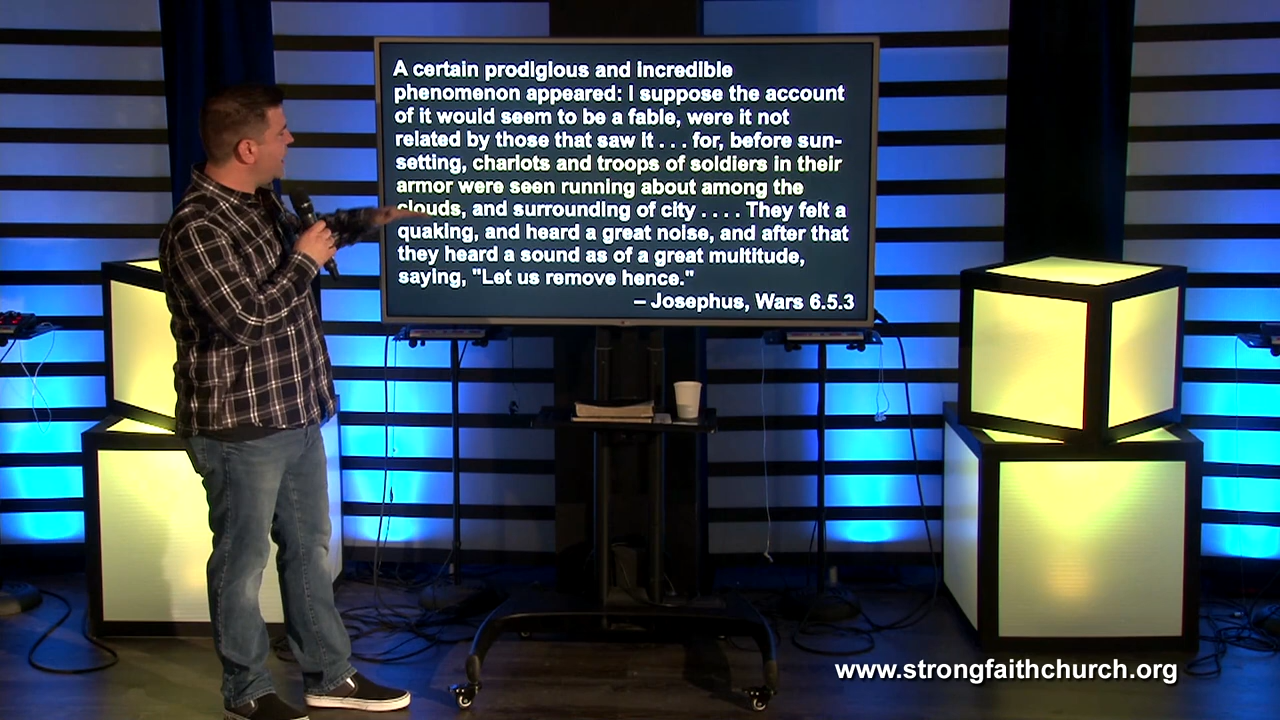 A certain prodigious and incredible
phenomenon appeared: I suppose the account
of it would seem to be a fable, were it not
related by those that saw it . . . for, before sun-
setting, chariots and troops of soldiers in their
armor were seen running about among the
clouds, and surrounding of city . . . . They felt a
quaking, and heard a great noise, and after that
they heard a sound as of a great multitude,
saying, "Let us remove hence."
– Josephus, Wars 6.5.3
www.strongfaithchurch.org